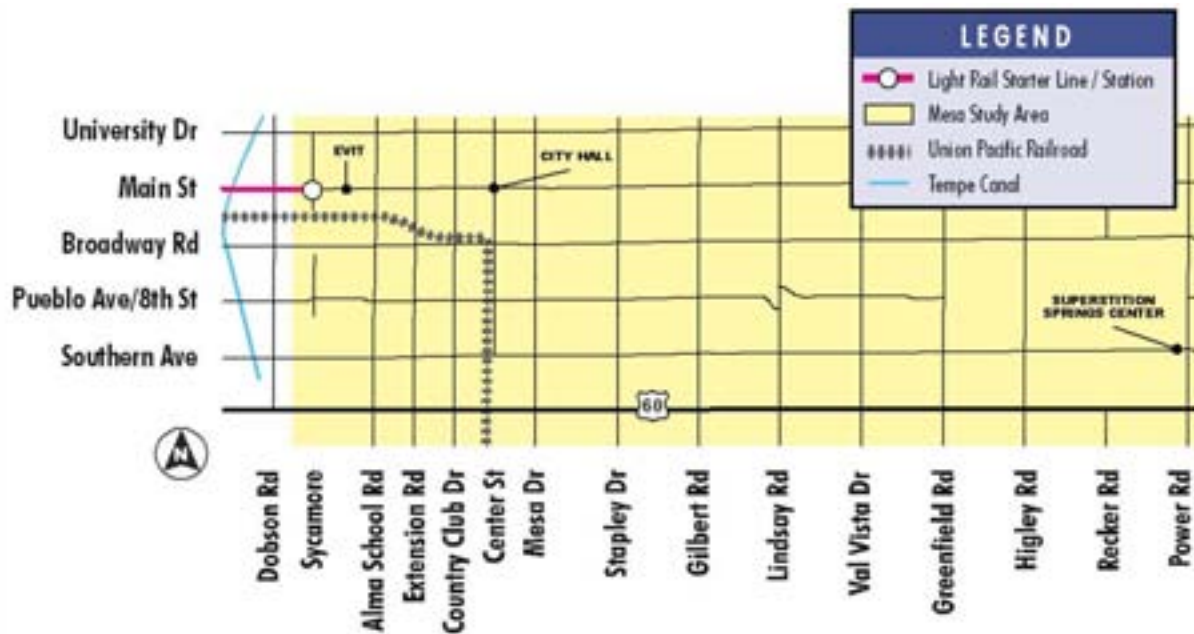 LEGEND
Light Rail Starter Line / Station
Mesa Study Area
Union Pacific Railroad
Tempe Canal
University Dr
Main St
Broadway Rd
Pueblo Ave/8th St
Southern Ave
EVIT
CITY HALL
SUPERSTITION
SPRINGS CENTER
60
N
Dobson Rd
Sycamore
Alma School Rd
Extension Rd
Country Club Dr
Center St
Mesa Dr
Stapley Dr
Gilbert Rd
Lindsay Rd
Val Vista Dr
Greenfield Rd
Higley Rd
Recker Rd
Power Rd